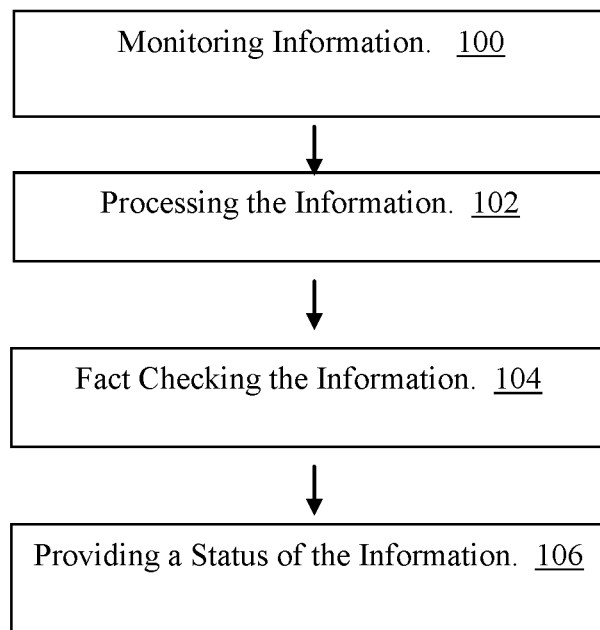 Monitoring Information. 100
Processing the Information. 102
Fact Checking the Information. 104
Providing a Status of the Information. 106